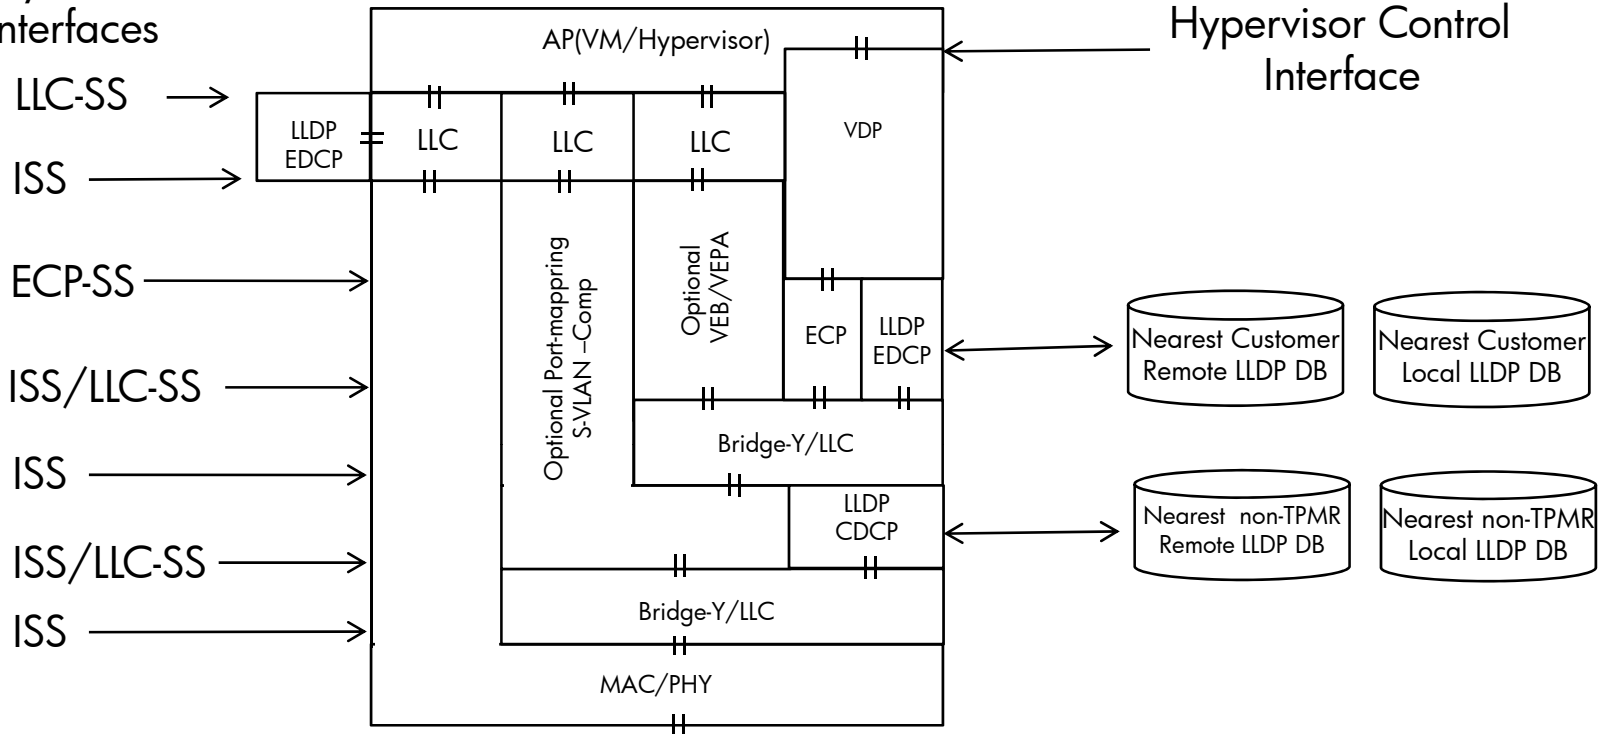 nterfaces
LLC-SS
ISS
ECP-SS
ISS/LLC-SS
ISS
ISS/LLC-SS
ISS
AP(VM/Hypervisor)
LLDP
EDCP
LLC
LLC
LLC
VDP
Optional Port-mappring
S-VLAN –Comp
Optional
VEB/VEPA
ECP
LLDP
EDCP
Bridge-Y/LLC
LLDP
CDCP
Bridge-Y/LLC
MAC/PHY
Hypervisor Control
Interface
Nearest Customer
Remote LLDP DB
Nearest Customer
Local LLDP DB
Nearest non-TPMR
Remote LLDP DB
Nearest non-TPMR
Local LLDP DB